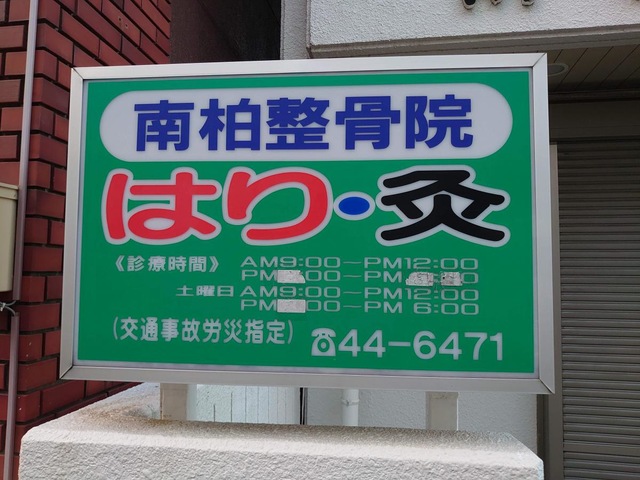 南柏整骨院
はり・灸
《診療時間》 AM9:00～PM12:00
PM :00～PM
土曜日 AM9:00～PM12:00
PM :00～PM 6:00
(交通事故労災指定) ☎44-6471